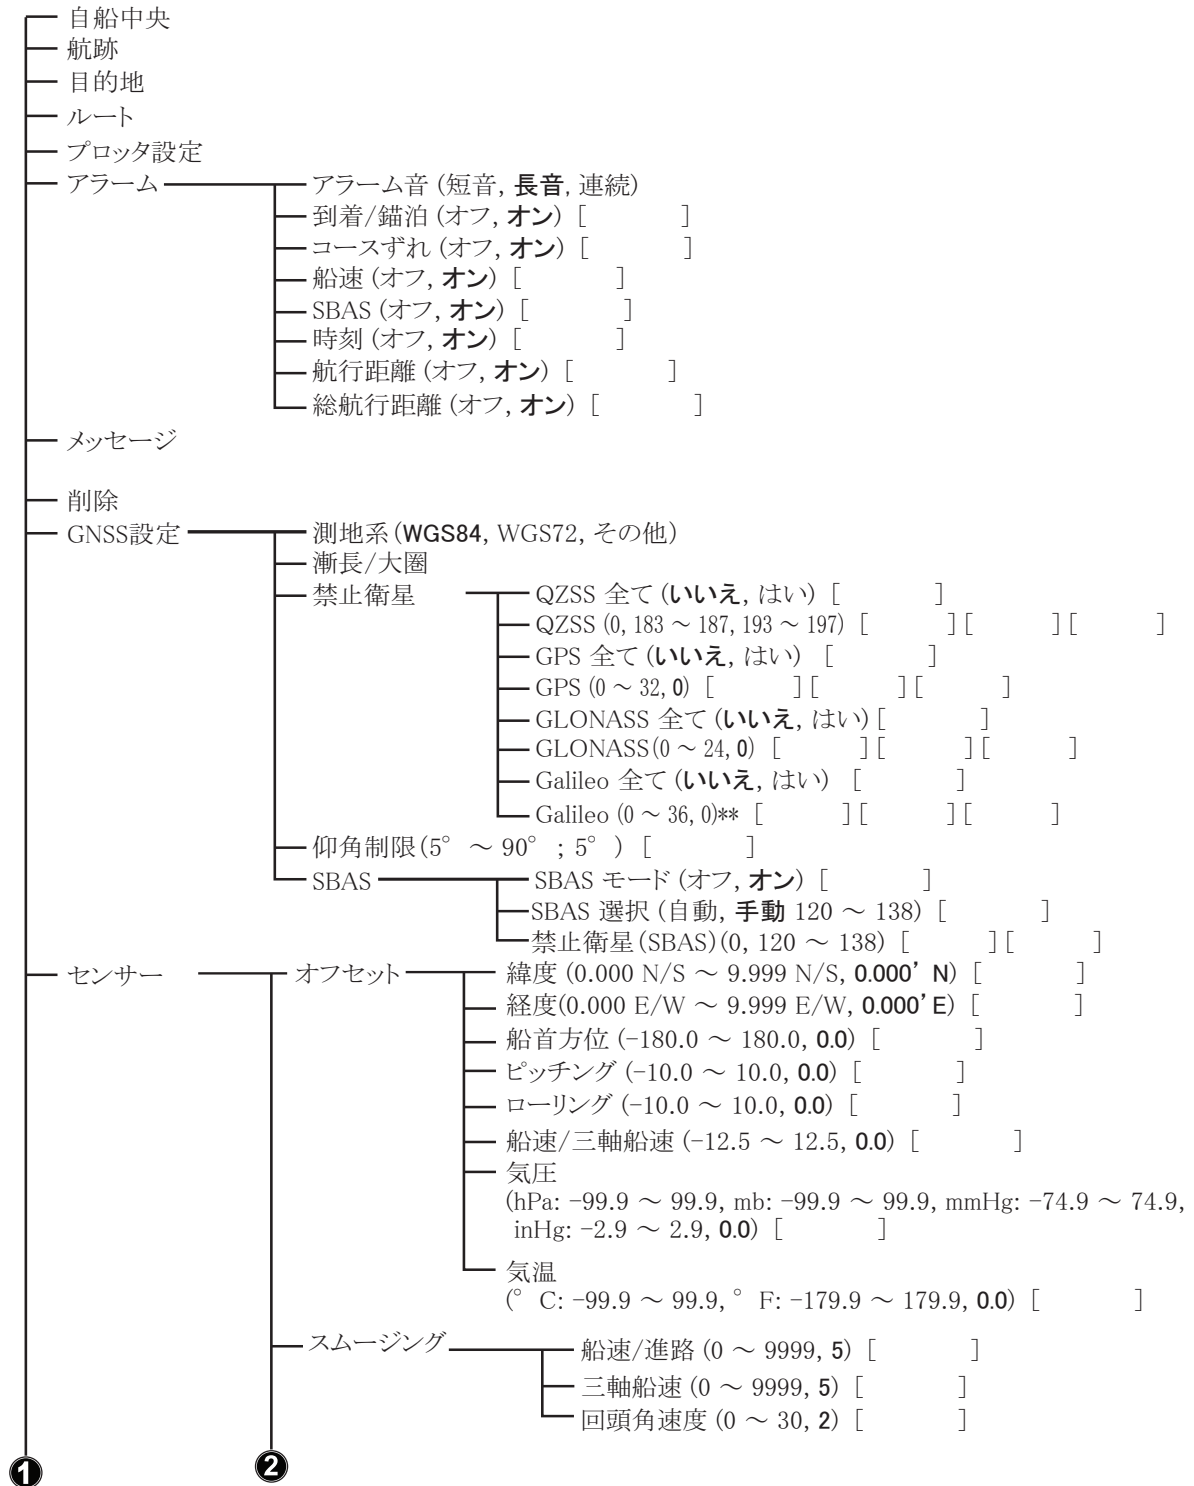 自船中央
航跡
目的地
ルート
プロッタ設定
アラーム
アラーム音 (短音, 長音, 連続)
到着/錨泊 (オフ, オン) [ ]
コースずれ (オフ, オン) [ ]
船速 (オフ, オン) [ ]
SBAS (オフ, オン) [ ]
時刻 (オフ, オン) [ ]
航行距離 (オフ, オン) [ ]
総航行距離 (オフ, オン) [ ]
メッセージ
削除
GNSS設定
測地系 (WGS84, WGS72, その他)
漸長/大圏
禁止衛星
QZSS 全て (いいえ, はい) [ ]
QZSS (0, 183 ～ 187, 193 ～ 197) [ ] [ ] [ ]
GPS 全て (いいえ, はい) [ ]
GPS (0 ～ 32, 0) [ ] [ ] [ ]
GLONASS 全て (いいえ, はい) [ ]
GLONASS(0 ～ 24, 0) [ ] [ ] [ ]
Galileo 全て (いいえ, はい) [ ]
Galileo (0 ～ 36, 0)** [ ] [ ] [ ]
仰角制限(5° ～ 90° ; 5° ) [ ]
SBAS
SBAS モード (オフ, オン) [ ]
SBAS 選択 (自動, 手動 120 ～ 138) [ ]
禁止衛星 (SBAS) (0, 120 ～ 138) [ ] [ ]
センサー
オフセット
緯度 (0.000 N/S ～ 9.999 N/S, 0.000’ N) [ ]
経度(0.000 E/W ～ 9.999 E/W, 0.000’ E) [ ]
船首方位 (-180.0 ～ 180.0, 0.0) [ ]
ピッチング (-10.0 ～ 10.0, 0.0) [ ]
ローリング (-10.0 ～ 10.0, 0.0) [ ]
船速/三軸船速 (-12.5 ～ 12.5, 0.0) [ ]
気圧
(hPa: -99.9 ～ 99.9, mb: -99.9 ～ 99.9, mmHg: -74.9 ～ 74.9,
inHg: -2.9 ～ 2.9, 0.0) [ ]
気温
(° C: -99.9 ～ 99.9, ° F: -179.9 ～ 179.9, 0.0) [ ]
スムージング
船速/進路 (0 ～ 9999, 5) [ ]
三軸船速 (0 ～ 9999, 5) [ ]
回頭角速度 (0 ～ 30, 2) [ ]
❶
❷